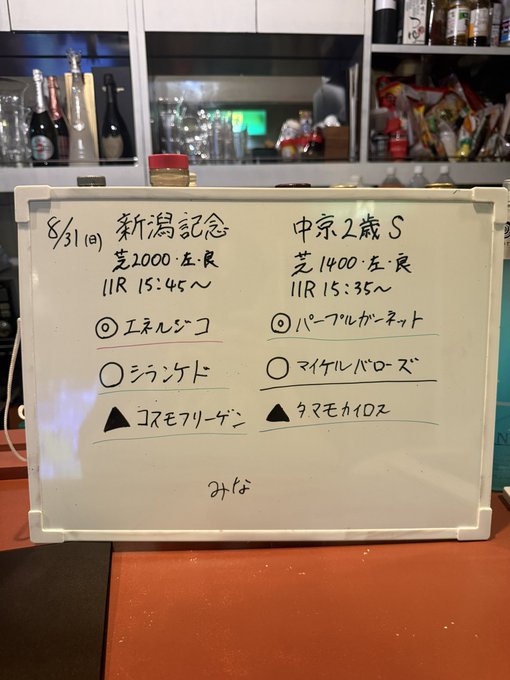 8/31(日) 新潟記念
芝2000・左・良
11R 15:45〜
◎エネルジコ
○シランケド
▲コスモフリーゲン
中京2歳S
芝1400・左・良
11R 15:35〜
◎パープルガーネット
○マイケルバローズ
▲タマモカイロス
みな